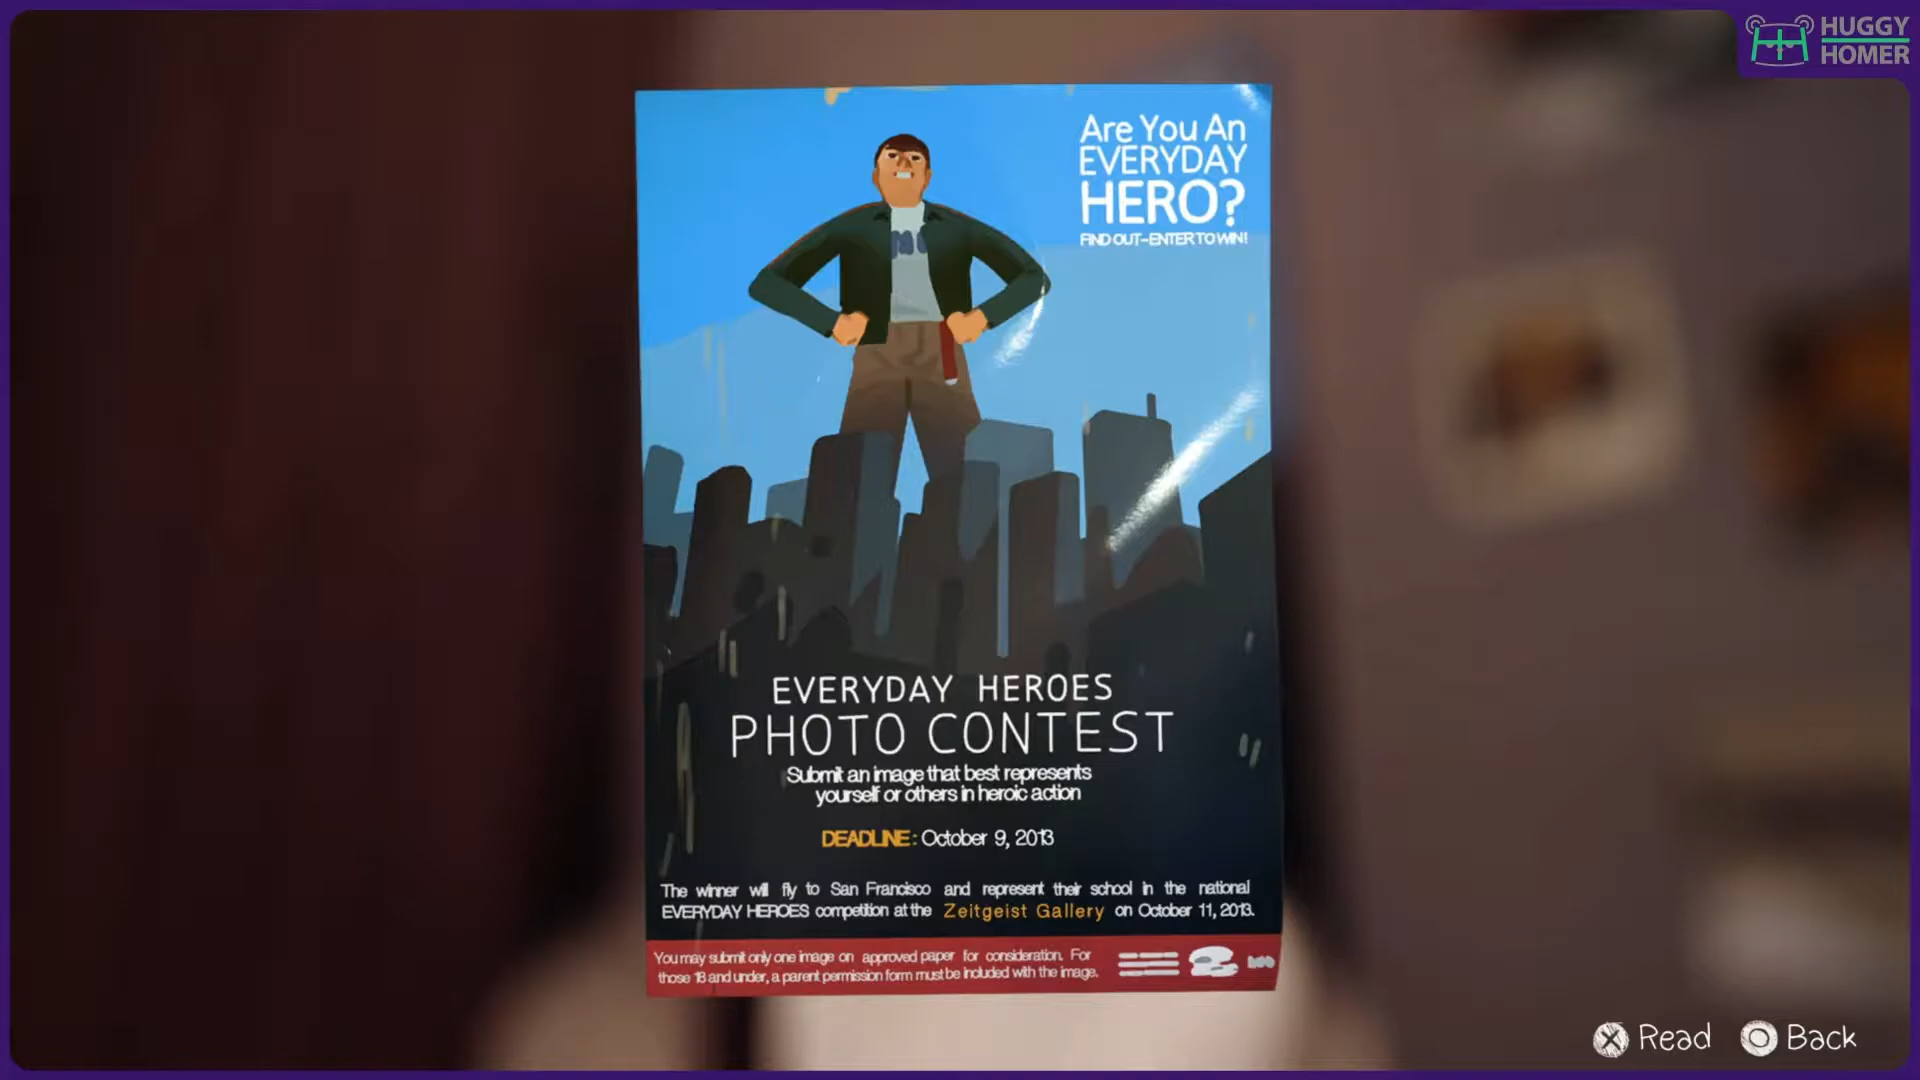 HUGGY
HOMER
Are You An
EVERYDAY
HERO?
FIND OUT-ENTER TO WIN!
EVERYDAY HEROES
PHOTO CONTEST
Submit an image that best represents
yourself or others in heroic action
DEADLINE: October 9, 2013
The winner will fly to San Francisco and represent their school in the national
EVERYDAY HEROES competition at the Zeitgeist Gallery on October 11, 2013.
You may submit only one image on approved paper for consideration. For
those 18 and under, a parent permission form must be included with the image.
Read
Back